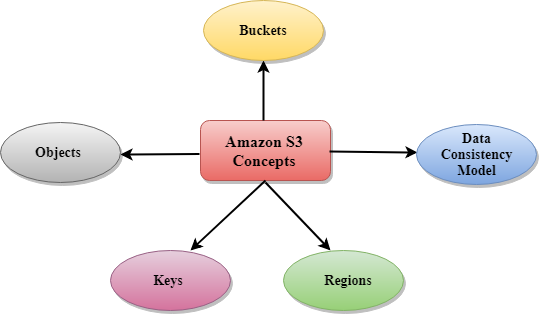 Buckets
Objects
Amazon S3
Concepts
Data
Consistency
Model
Keys
Regions